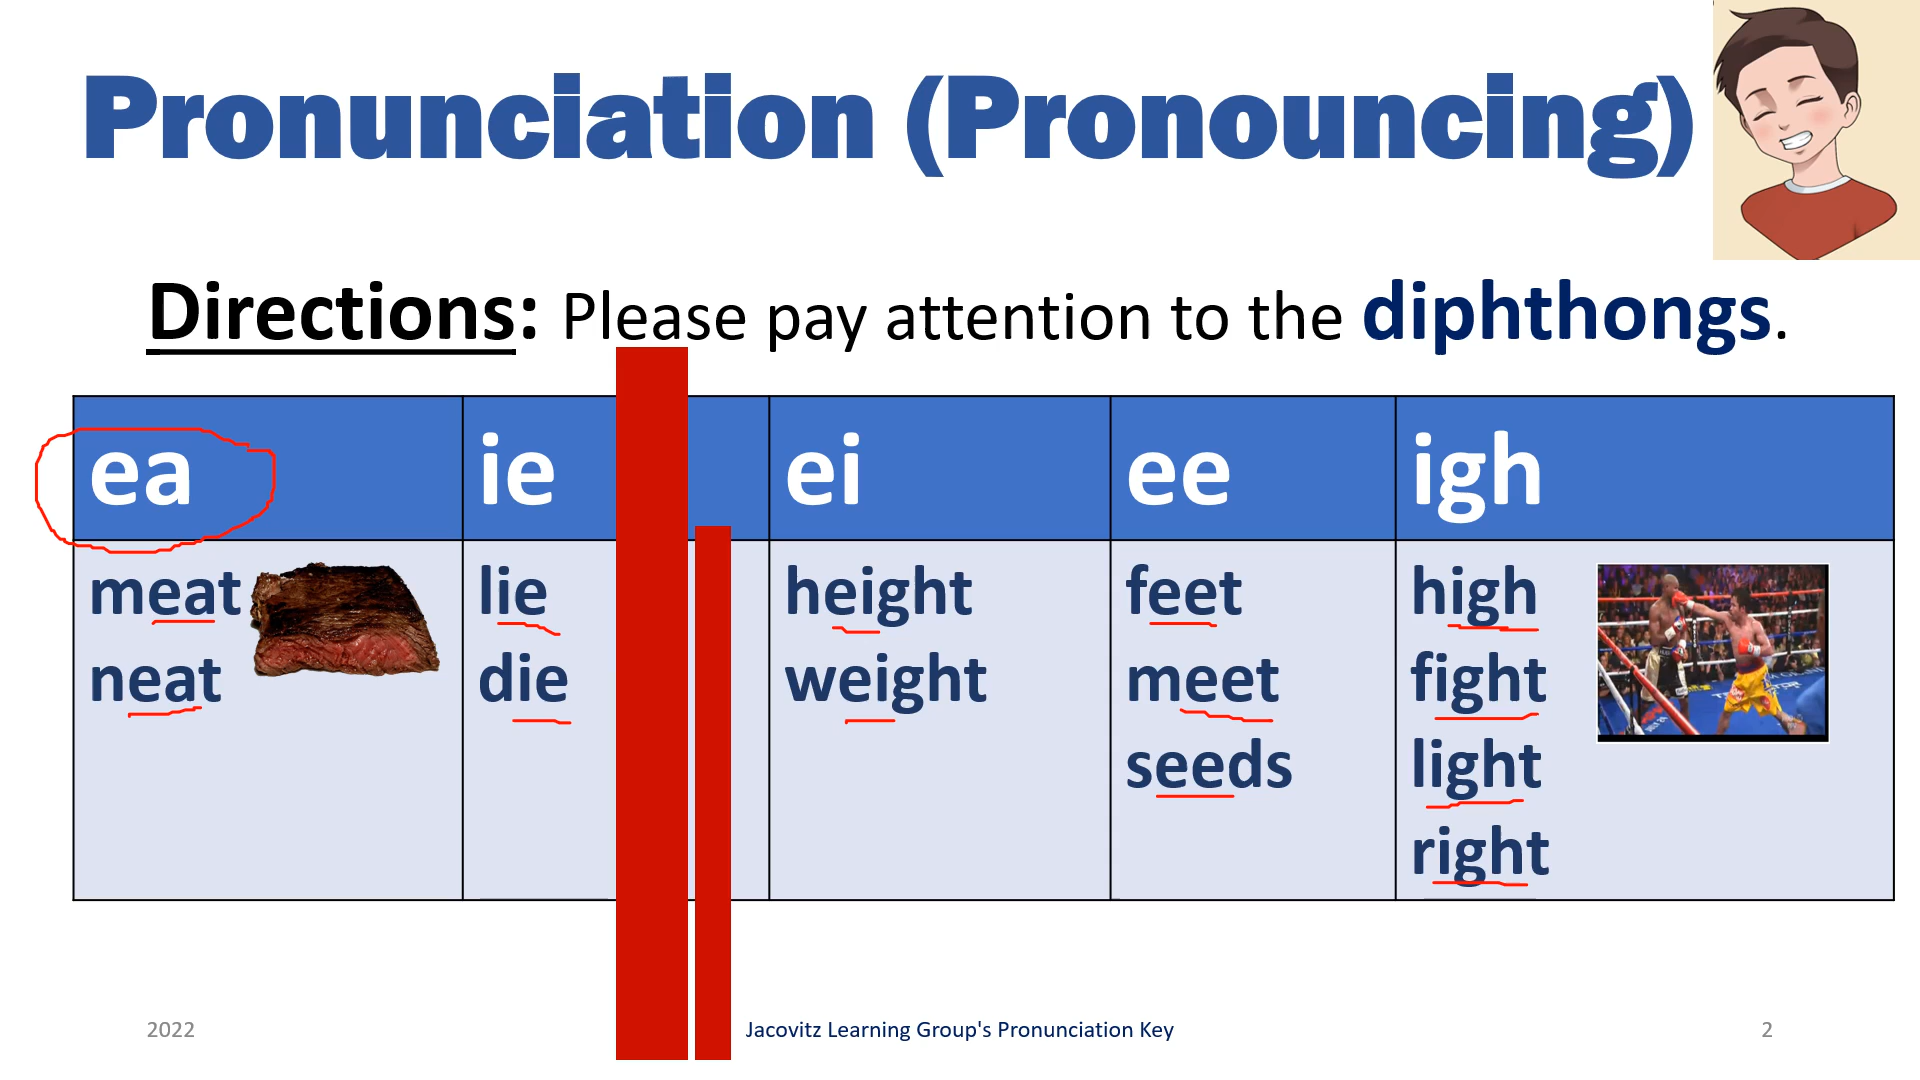 Pronunciation (Pronouncing)
Directions: Please pay attention to the diphthongs.
ea ie ei ee igh
meat lie height feet high
neat die weight meet fight
seeds light
right
2022 Jacovitz Learning Group's Pronunciation Key 2